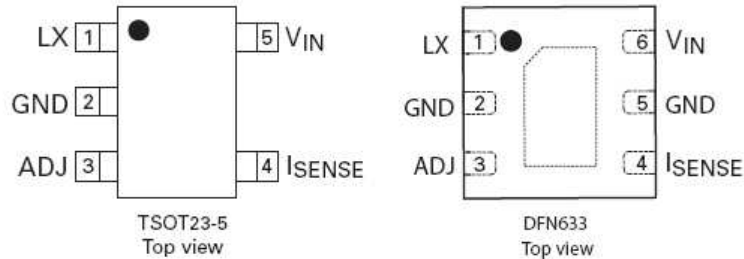 LX 1 5 VIN
GND 2
ADJ 3 4 ISENSE
TSOT23-5
Top view
LX 1 6 VIN
GND 2 5 GND
ADJ 3 4 ISENSE
DFN633
Top view